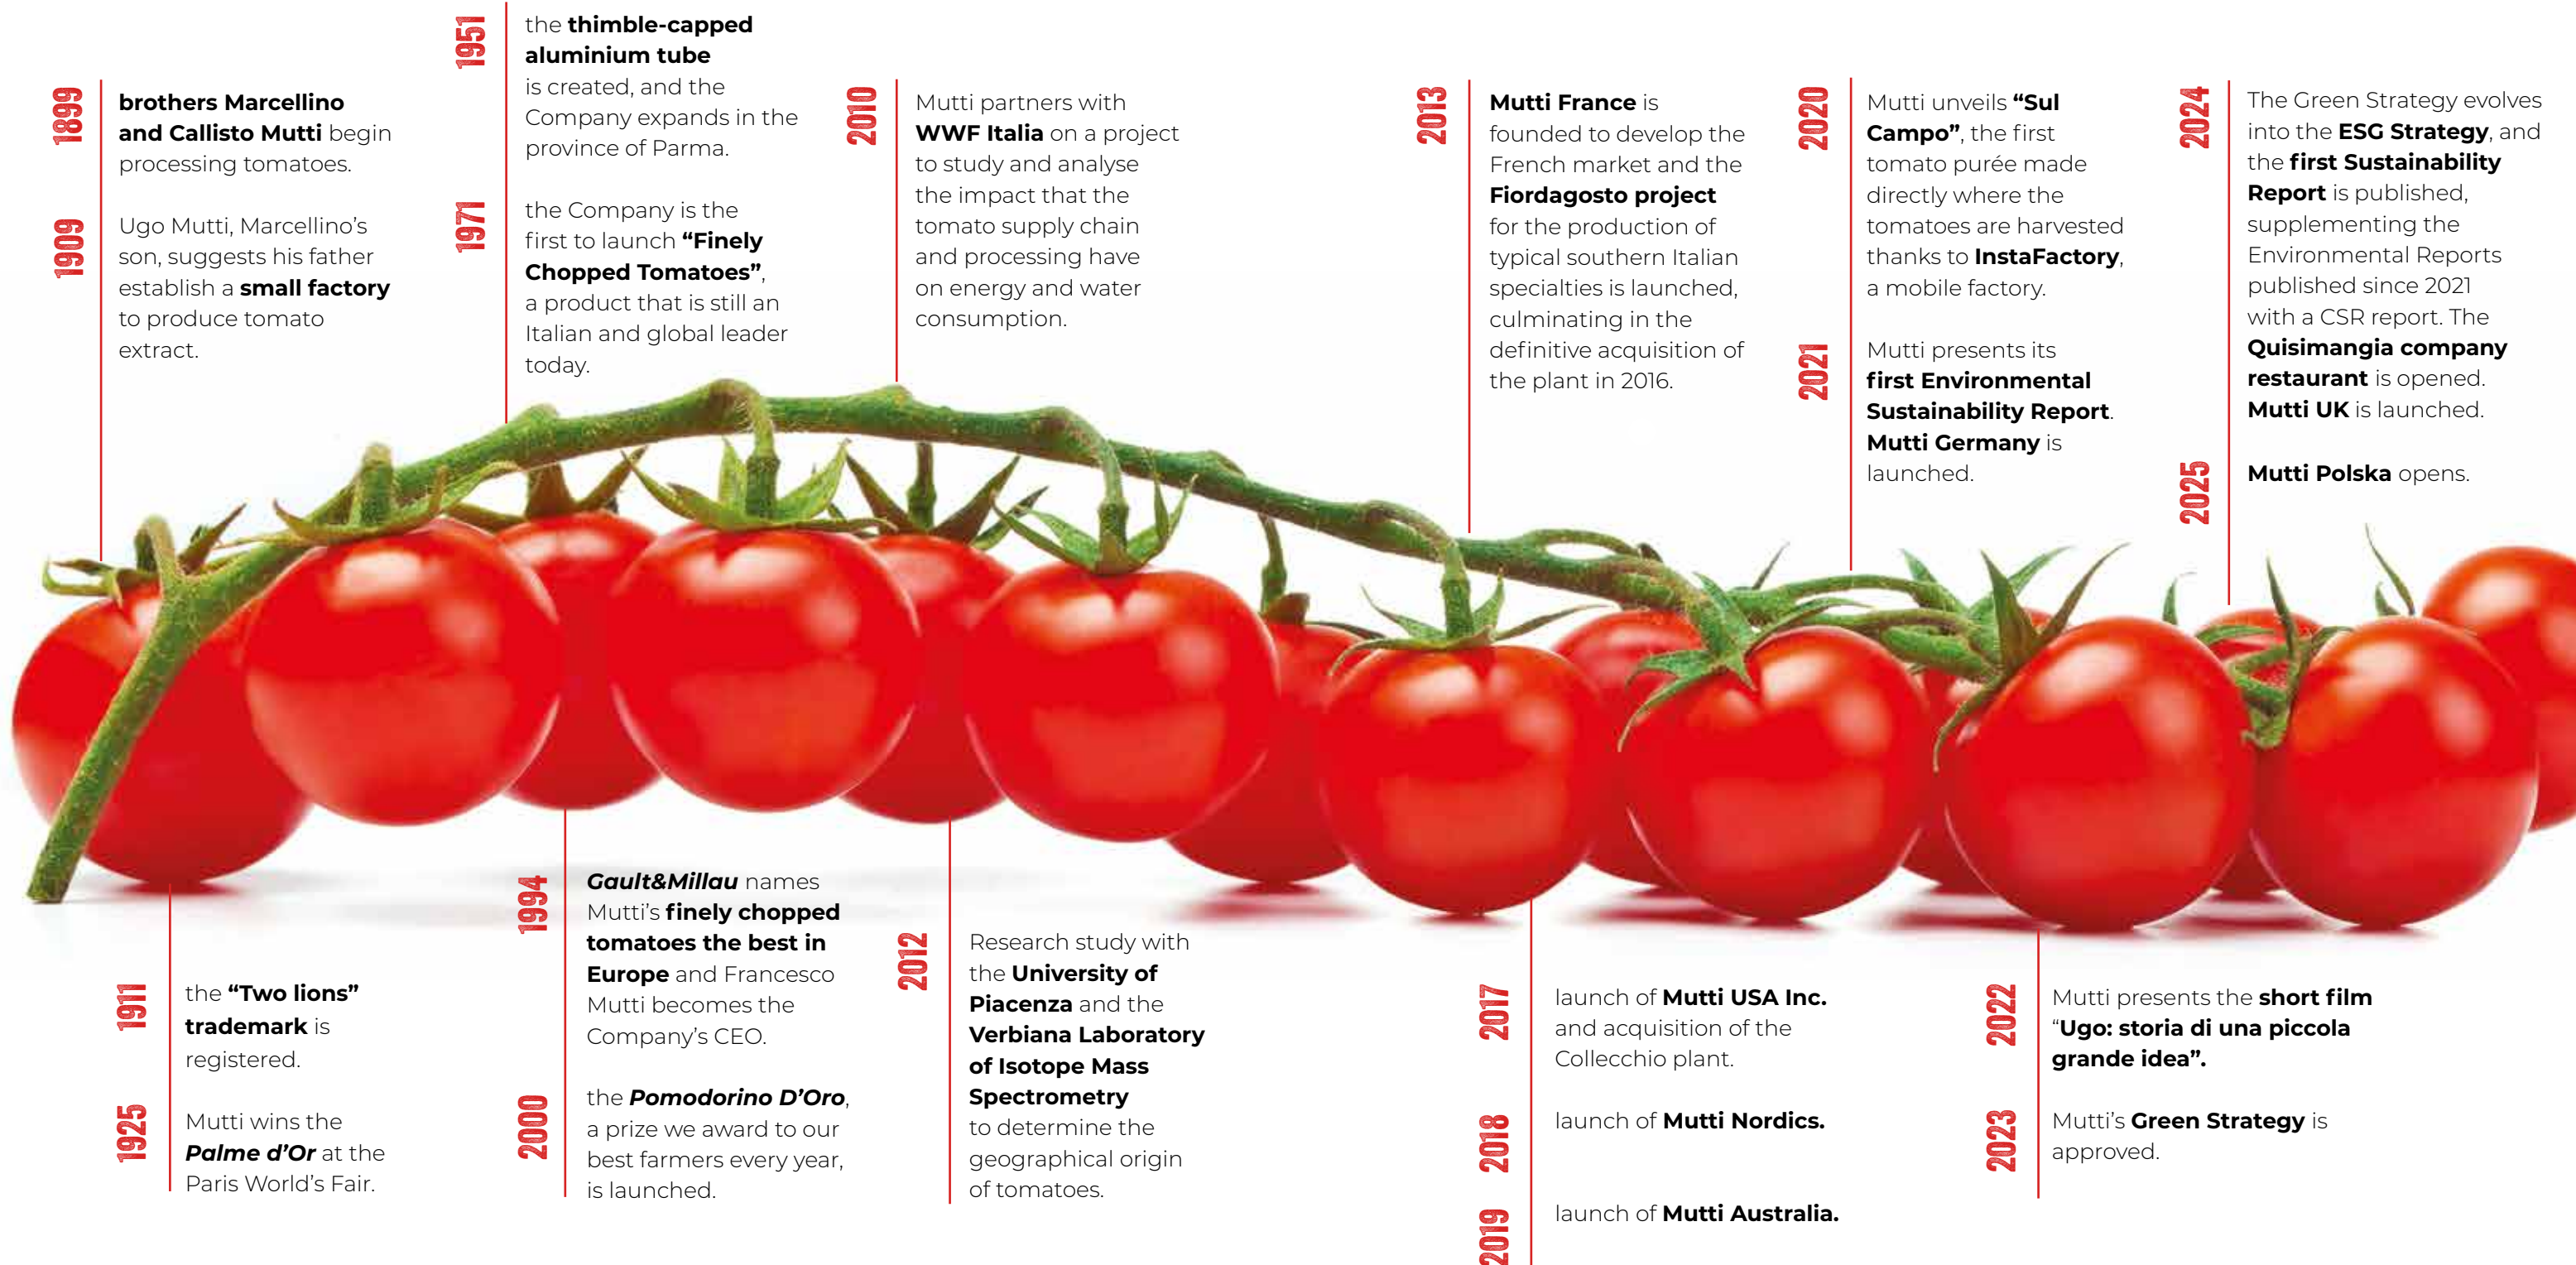 1899
brothers Marcellino
and Callisto Mutti begin
processing tomatoes.
1909
Ugo Mutti, Marcellino's
son, suggests his father
establish a small factory
to produce tomato
extract.
1911
the “Two lions”
trademark is
registered.
1925
Mutti wins the
Palme d’Or at the
Paris World’s Fair.
1951
the thimble-capped
aluminium tube
is created, and the
Company expands in the
province of Parma.
1971
the Company is the
first to launch “Finely
Chopped Tomatoes”,
a product that is still an
Italian and global leader
today.
1994
Gault&Millau names
Mutti’s finely chopped
tomatoes the best in
Europe and Francesco
Mutti becomes the
Company’s CEO.
2000
the Pomodorino D’Oro,
a prize we award to our
best farmers every year,
is launched.
2010
Mutti partners with
WWF Italia on a project
to study and analyse
the impact that the
tomato supply chain
and processing have
on energy and water
consumption.
2012
Research study with
the University of
Piacenza and the
Verbiana Laboratory
of Isotope Mass
Spectrometry
to determine the
geographical origin
of tomatoes.
2013
Mutti France is
founded to develop the
French market and the
Fiordagosto project
for the production of
typical southern Italian
specialties is launched,
culminating in the
definitive acquisition of
the plant in 2016.
2017
launch of Mutti USA Inc.
and acquisition of the
Collecchio plant.
2018
launch of Mutti Nordics.
2019
launch of Mutti Australia.
2020
Mutti unveils “Sul
Campo”, the first
tomato purée made
directly where the
tomatoes are harvested
thanks to InstaFactory,
a mobile factory.
2021
Mutti presents its
first Environmental
Sustainability Report.
Mutti Germany is
launched.
2022
Mutti presents the short film
“Ugo: storia di una piccola
grande idea”.
2023
Mutti’s Green Strategy is
approved.
2024
The Green Strategy evolves
into the ESG Strategy, and
the first Sustainability
Report is published,
supplementing the
Environmental Reports
published since 2021
with a CSR report. The
Quisimangia company
restaurant is opened.
Mutti UK is launched.
2025
Mutti Polska opens.